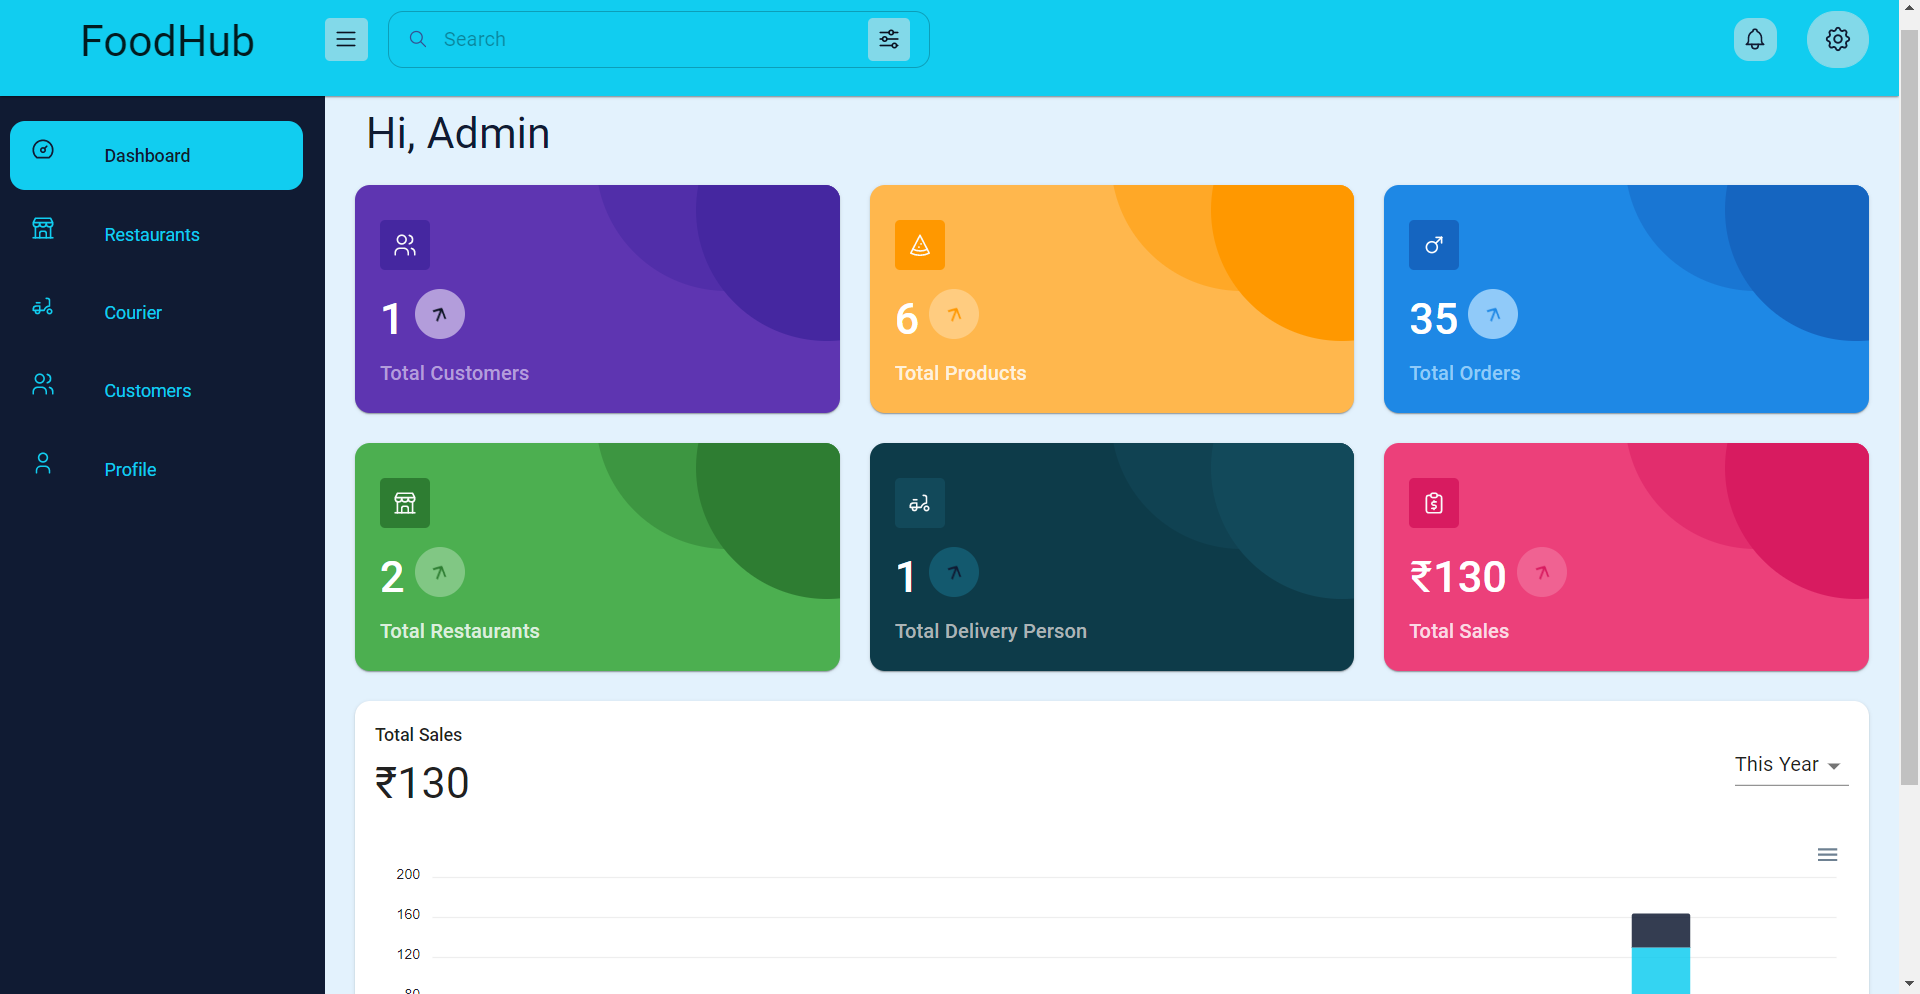 FoodHub
Search
Dashboard
Restaurants
Courier
Customers
Profile
Hi, Admin
1
Total Customers
6
Total Products
35
Total Orders
2
Total Restaurants
1
Total Delivery Person
₹130
Total Sales
Total Sales
₹130
This Year
200
160
120
80